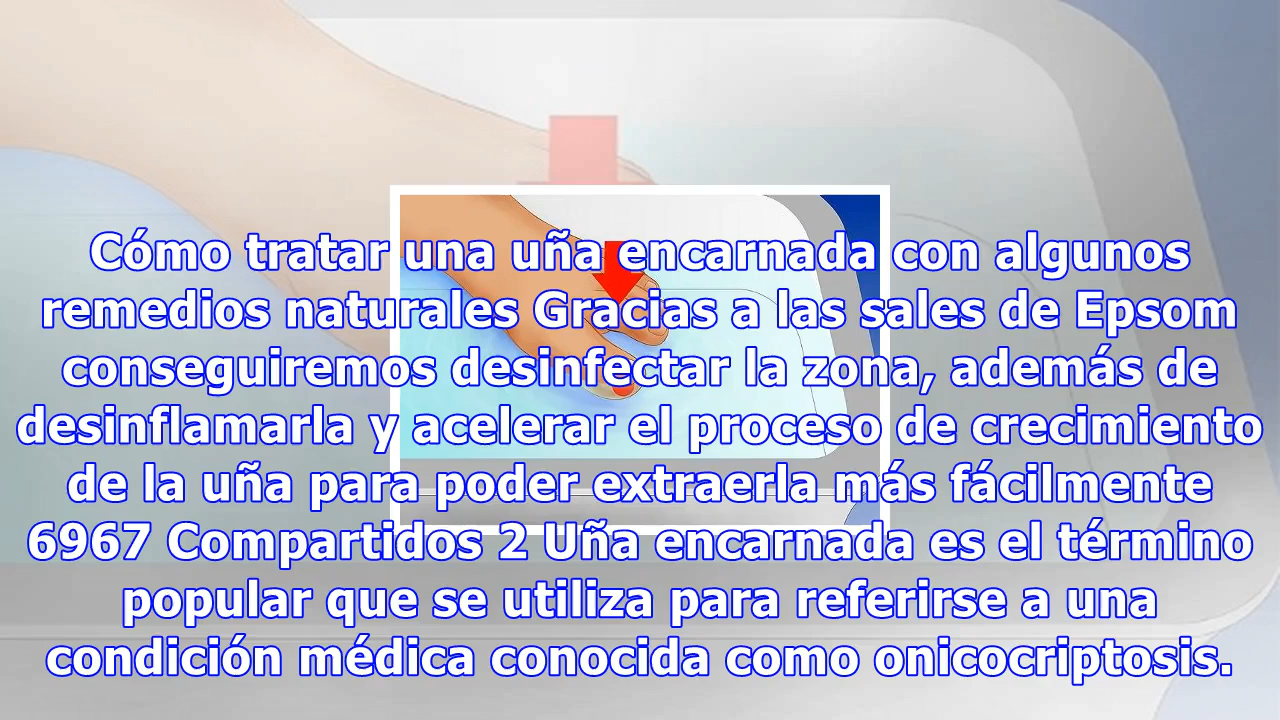 Cómo tratar una uña encarnada con algunos
remedios naturales Gracias a las sales de Epsom
conseguiremos desinfectar la zona, además de
desinflamarla y acelerar el proceso de crecimiento
de la uña para poder extraerla más fácilmente
6967 Compartidos 2 Uña encarnada es el término
popular que se utiliza para referirse a una
condición médica conocida como onicocriptosis.